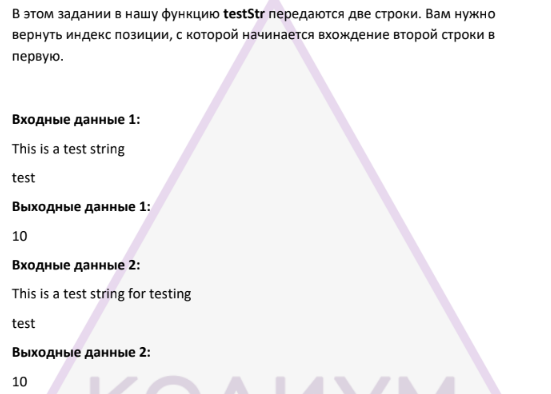 В этом задании в нашу функцию testStr передаются две строки. Вам нужно
вернуть индекс позиции, с которой начинается вхождение второй строки в
первую.
Входные данные 1:
This is a test string
test
Выходные данные 1:
10
Входные данные 2:
This is a test string for testing
test
Выходные данные 2:
10
КОДИУМ